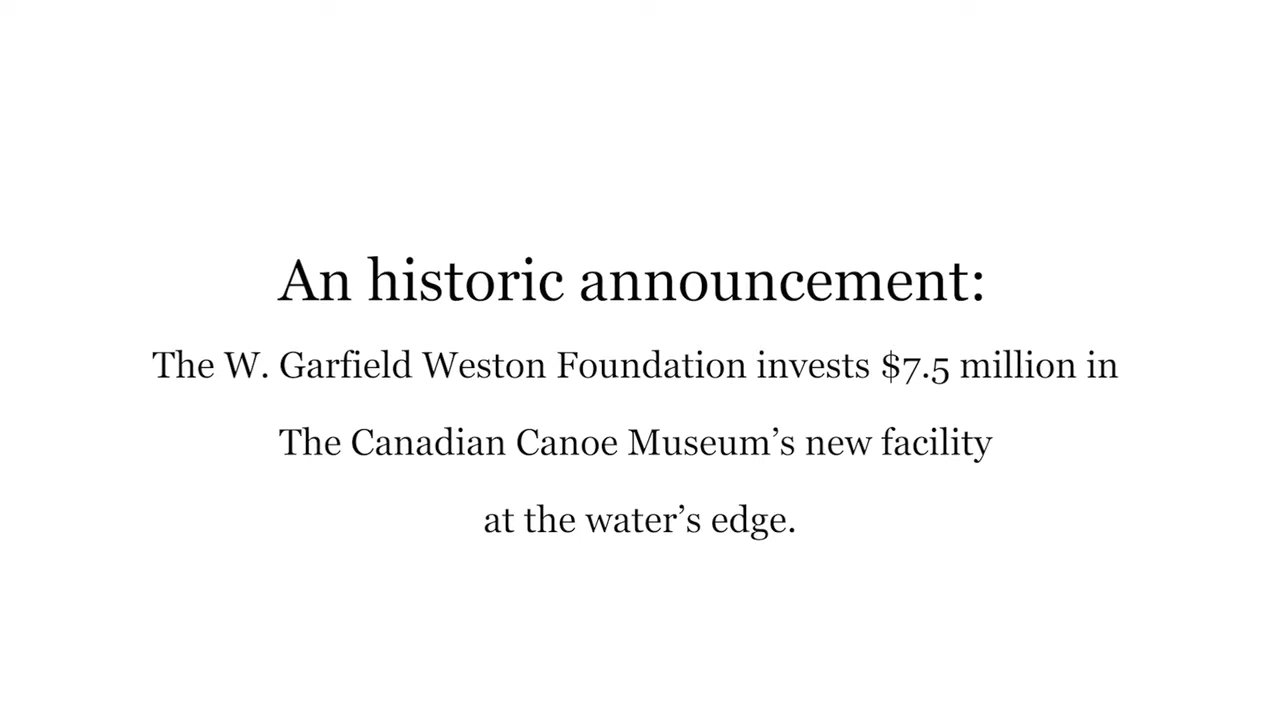 An historic announcement:
The W. Garfield Weston Foundation invests $7.5 million in
The Canadian Canoe Museum’s new facility
at the water’s edge.